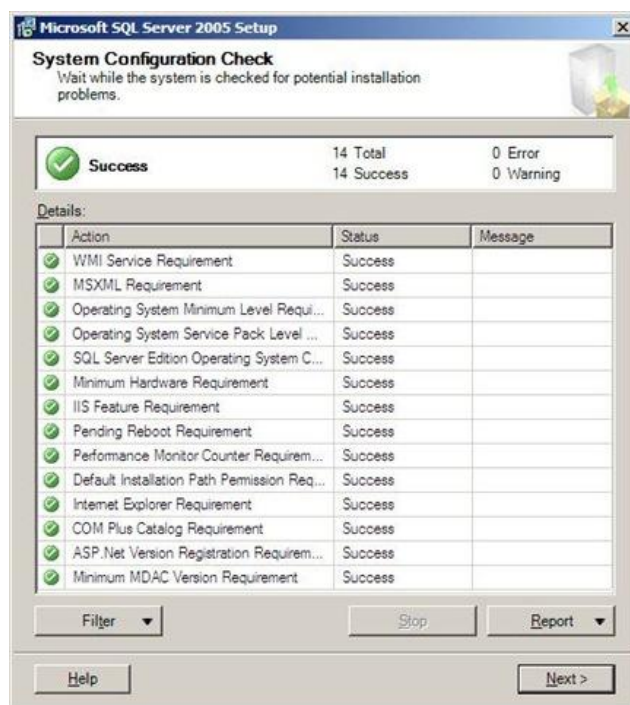 Microsoft SQL Server 2005 Setup
System Configuration Check
Wait while the system is checked for potential installation
problems.
Success
14 Total
0 Error
14 Success
0 Warning
Details:
Action Status Message
WMI Service Requirement Success
MSXML Requirement Success
Operating System Minimum Level Requi... Success
Operating System Service Pack Level ... Success
SQL Server Edition Operating System C... Success
Minimum Hardware Requirement Success
IIS Feature Requirement Success
Pending Reboot Requirement Success
Performance Monitor Counter Requirem... Success
Default Installation Path Permission Req... Success
Internet Explorer Requirement Success
COM Plus Catalog Requirement Success
ASP.Net Version Registration Requirem... Success
Minimum MDAC Version Requirement Success
Filter Stop Report
Help Next >